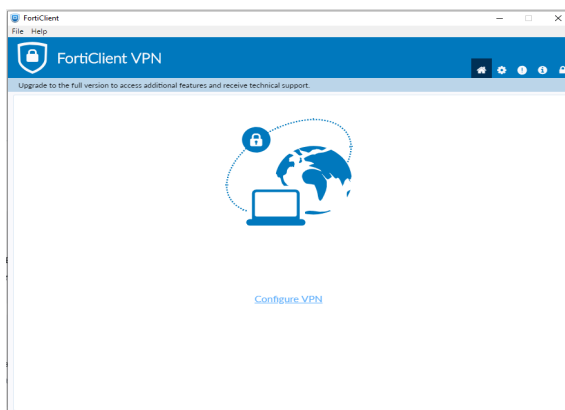 FortiClient
File Help
FortiClient VPN
Upgrade to the full version to access additional features and receive technical support.
Configure VPN